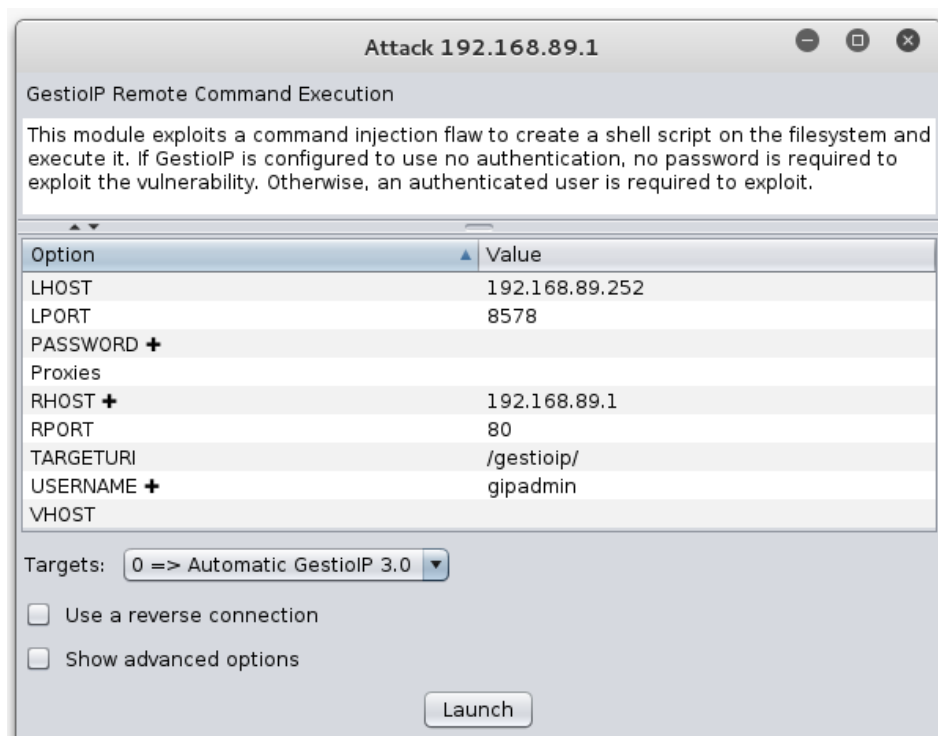 Attack 192.168.89.1
GestioIP Remote Command Execution
This module exploits a command injection flaw to create a shell script on the filesystem and
execute it. If GestioIP is configured to use no authentication, no password is required to
exploit the vulnerability. Otherwise, an authenticated user is required to exploit.
Option Value
LHOST 192.168.89.252
LPORT 8578
PASSWORD +
Proxies
RHOST + 192.168.89.1
RPORT 80
TARGETURI /gestioip/
USERNAME + gipadmin
VHOST
Targets: 0 => Automatic GestioIP 3.0
Use a reverse connection
Show advanced options
Launch